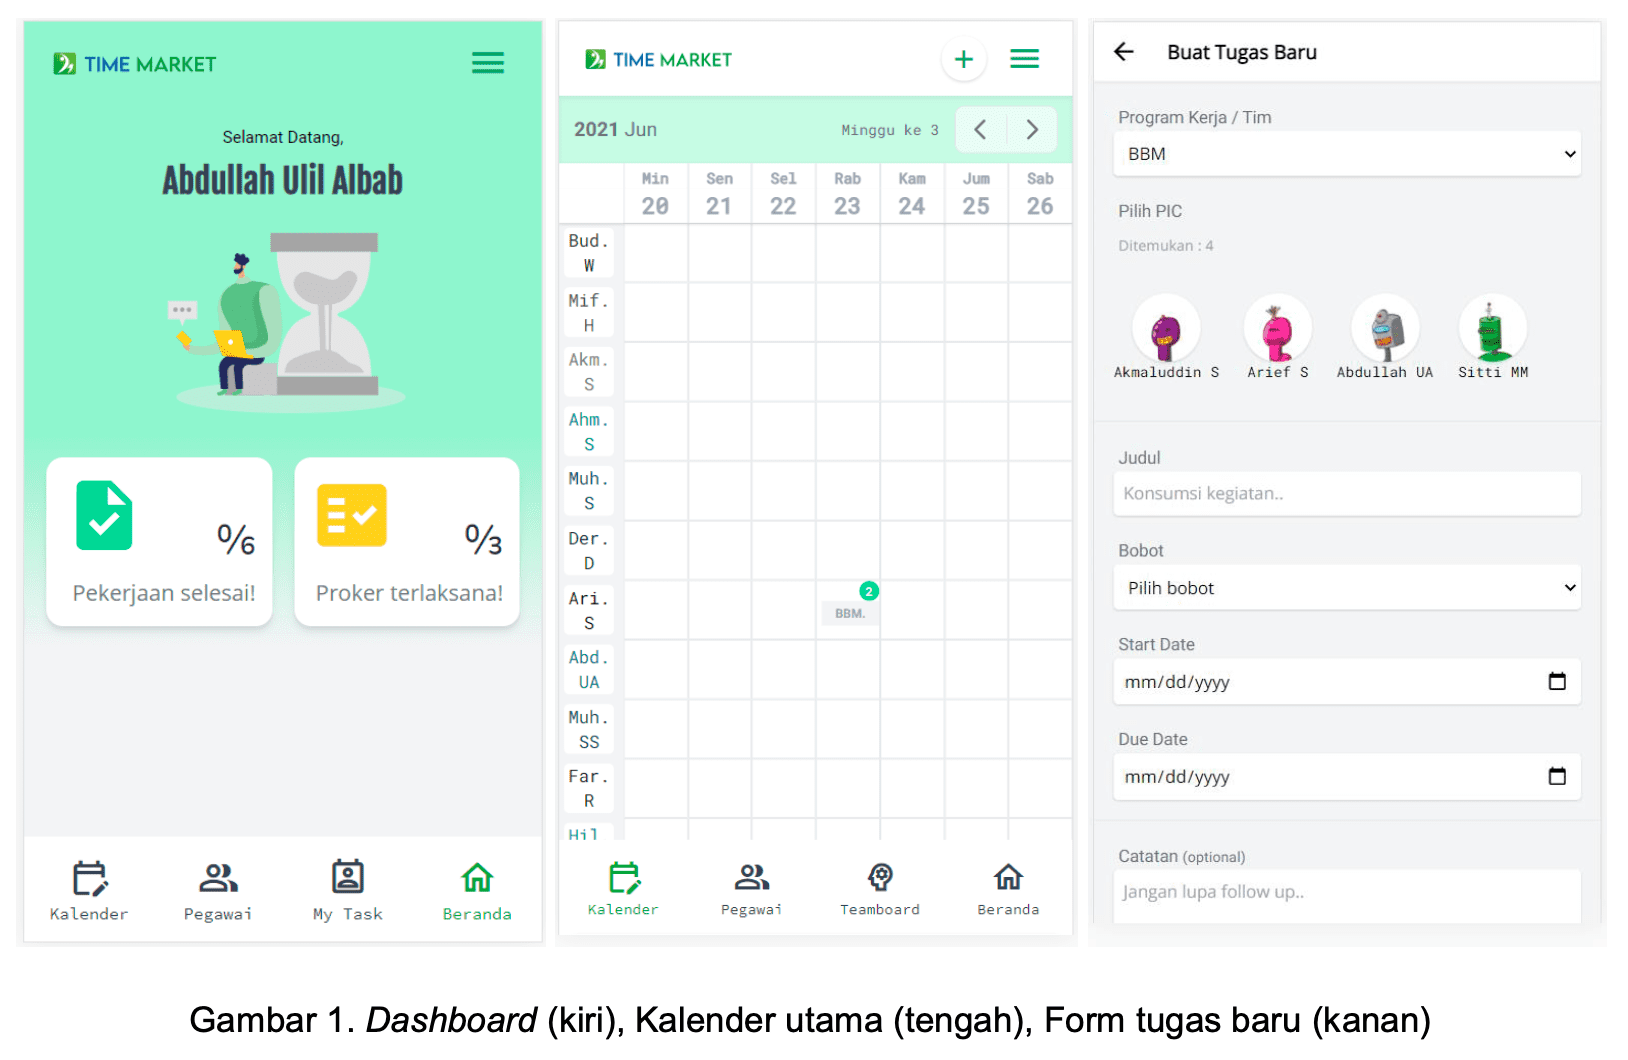 TIME MARKET
Selamat Datang,
Abdullah Ulil Albab
%
Pekerjaan selesai!
Proker terlaksana!
Kalender
Pegawai
My Task
Beranda
TIME MARKET
+
2021 Jun
Minggu ke 3
Min Sen Sel Rab Kam Jum Sab
20 21 22 23 24 25 26
Bud.
W
Mif.
H
Akm.
S
Ahm.
S
Muh.
S
Der.
D
Ari.
S
2
BBM.
Abd.
UA
Muh.
SS
Far.
R
Hil
Kalender
Pegawai
Teamboard
Beranda
Buat Tugas Baru
Program Kerja / Tim
BBM
Pilih PIC
Ditemukan : 4
Akmaluddin S
Arief S
Abdullah UA
Sitti MM
Judul
Konsumsi kegiatan..
Bobot
Pilih bobot
Start Date
mm/dd/yyyy
Due Date
mm/dd/yyyy
Catatan (optional)
Jangan lupa follow up..
Gambar 1. Dashboard (kiri), Kalender utama (tengah), Form tugas baru (kanan)